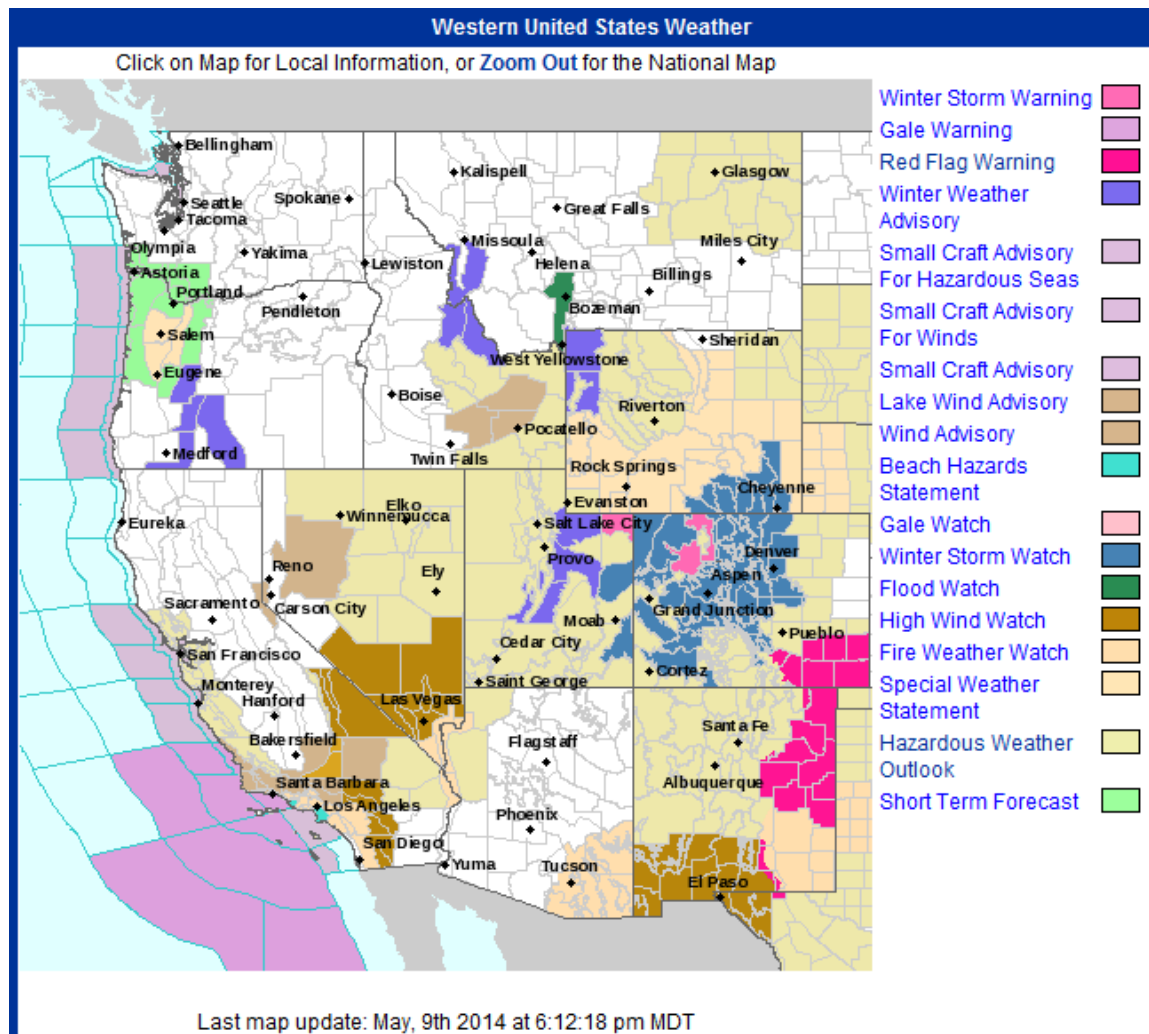 Western United States Weather
Click on Map for Local Information, or Zoom Out for the National Map
Bellingham
Seattle
Tacoma
Olympia
Spokane
Yakima
Astoria
Portland
Pendleton
Salem
Eugene
Medford
Lewiston
Kalispell
Glasgow
Great Falls
Missoula
Helena
Miles City
Billings
Bozeman
West Yellowstone
Sheridan
Boise
Pocatello
Twin Falls
Riverton
Rock Springs
Evanston
Cheyenne
Eureka
Winnemucca
Elko
Salt Lake City
Provo
Reno
Carson City
Ely
Sacramento
San Francisco
Monterey
Hanford
Bakersfield
Denver
Aspen
Grand Junction
Moab
Cedar City
Saint George
Cortez
Pueblo
Las Vegas
Flagstaff
Santa Fe
Albuquerque
Santa Barbara
Los Angeles
San Diego
Phoenix
Yuma
Tucson
El Paso
Winter Storm Warning
Gale Warning
Red Flag Warning
Winter Weather
Advisory
Small Craft Advisory
For Hazardous Seas
Small Craft Advisory
For Winds
Small Craft Advisory
Lake Wind Advisory
Wind Advisory
Beach Hazards
Statement
Gale Watch
Winter Storm Watch
Flood Watch
High Wind Watch
Fire Weather Watch
Special Weather
Statement
Hazardous Weather
Outlook
Short Term Forecast
Last map update: May, 9th 2014 at 6:12:18 pm MDT